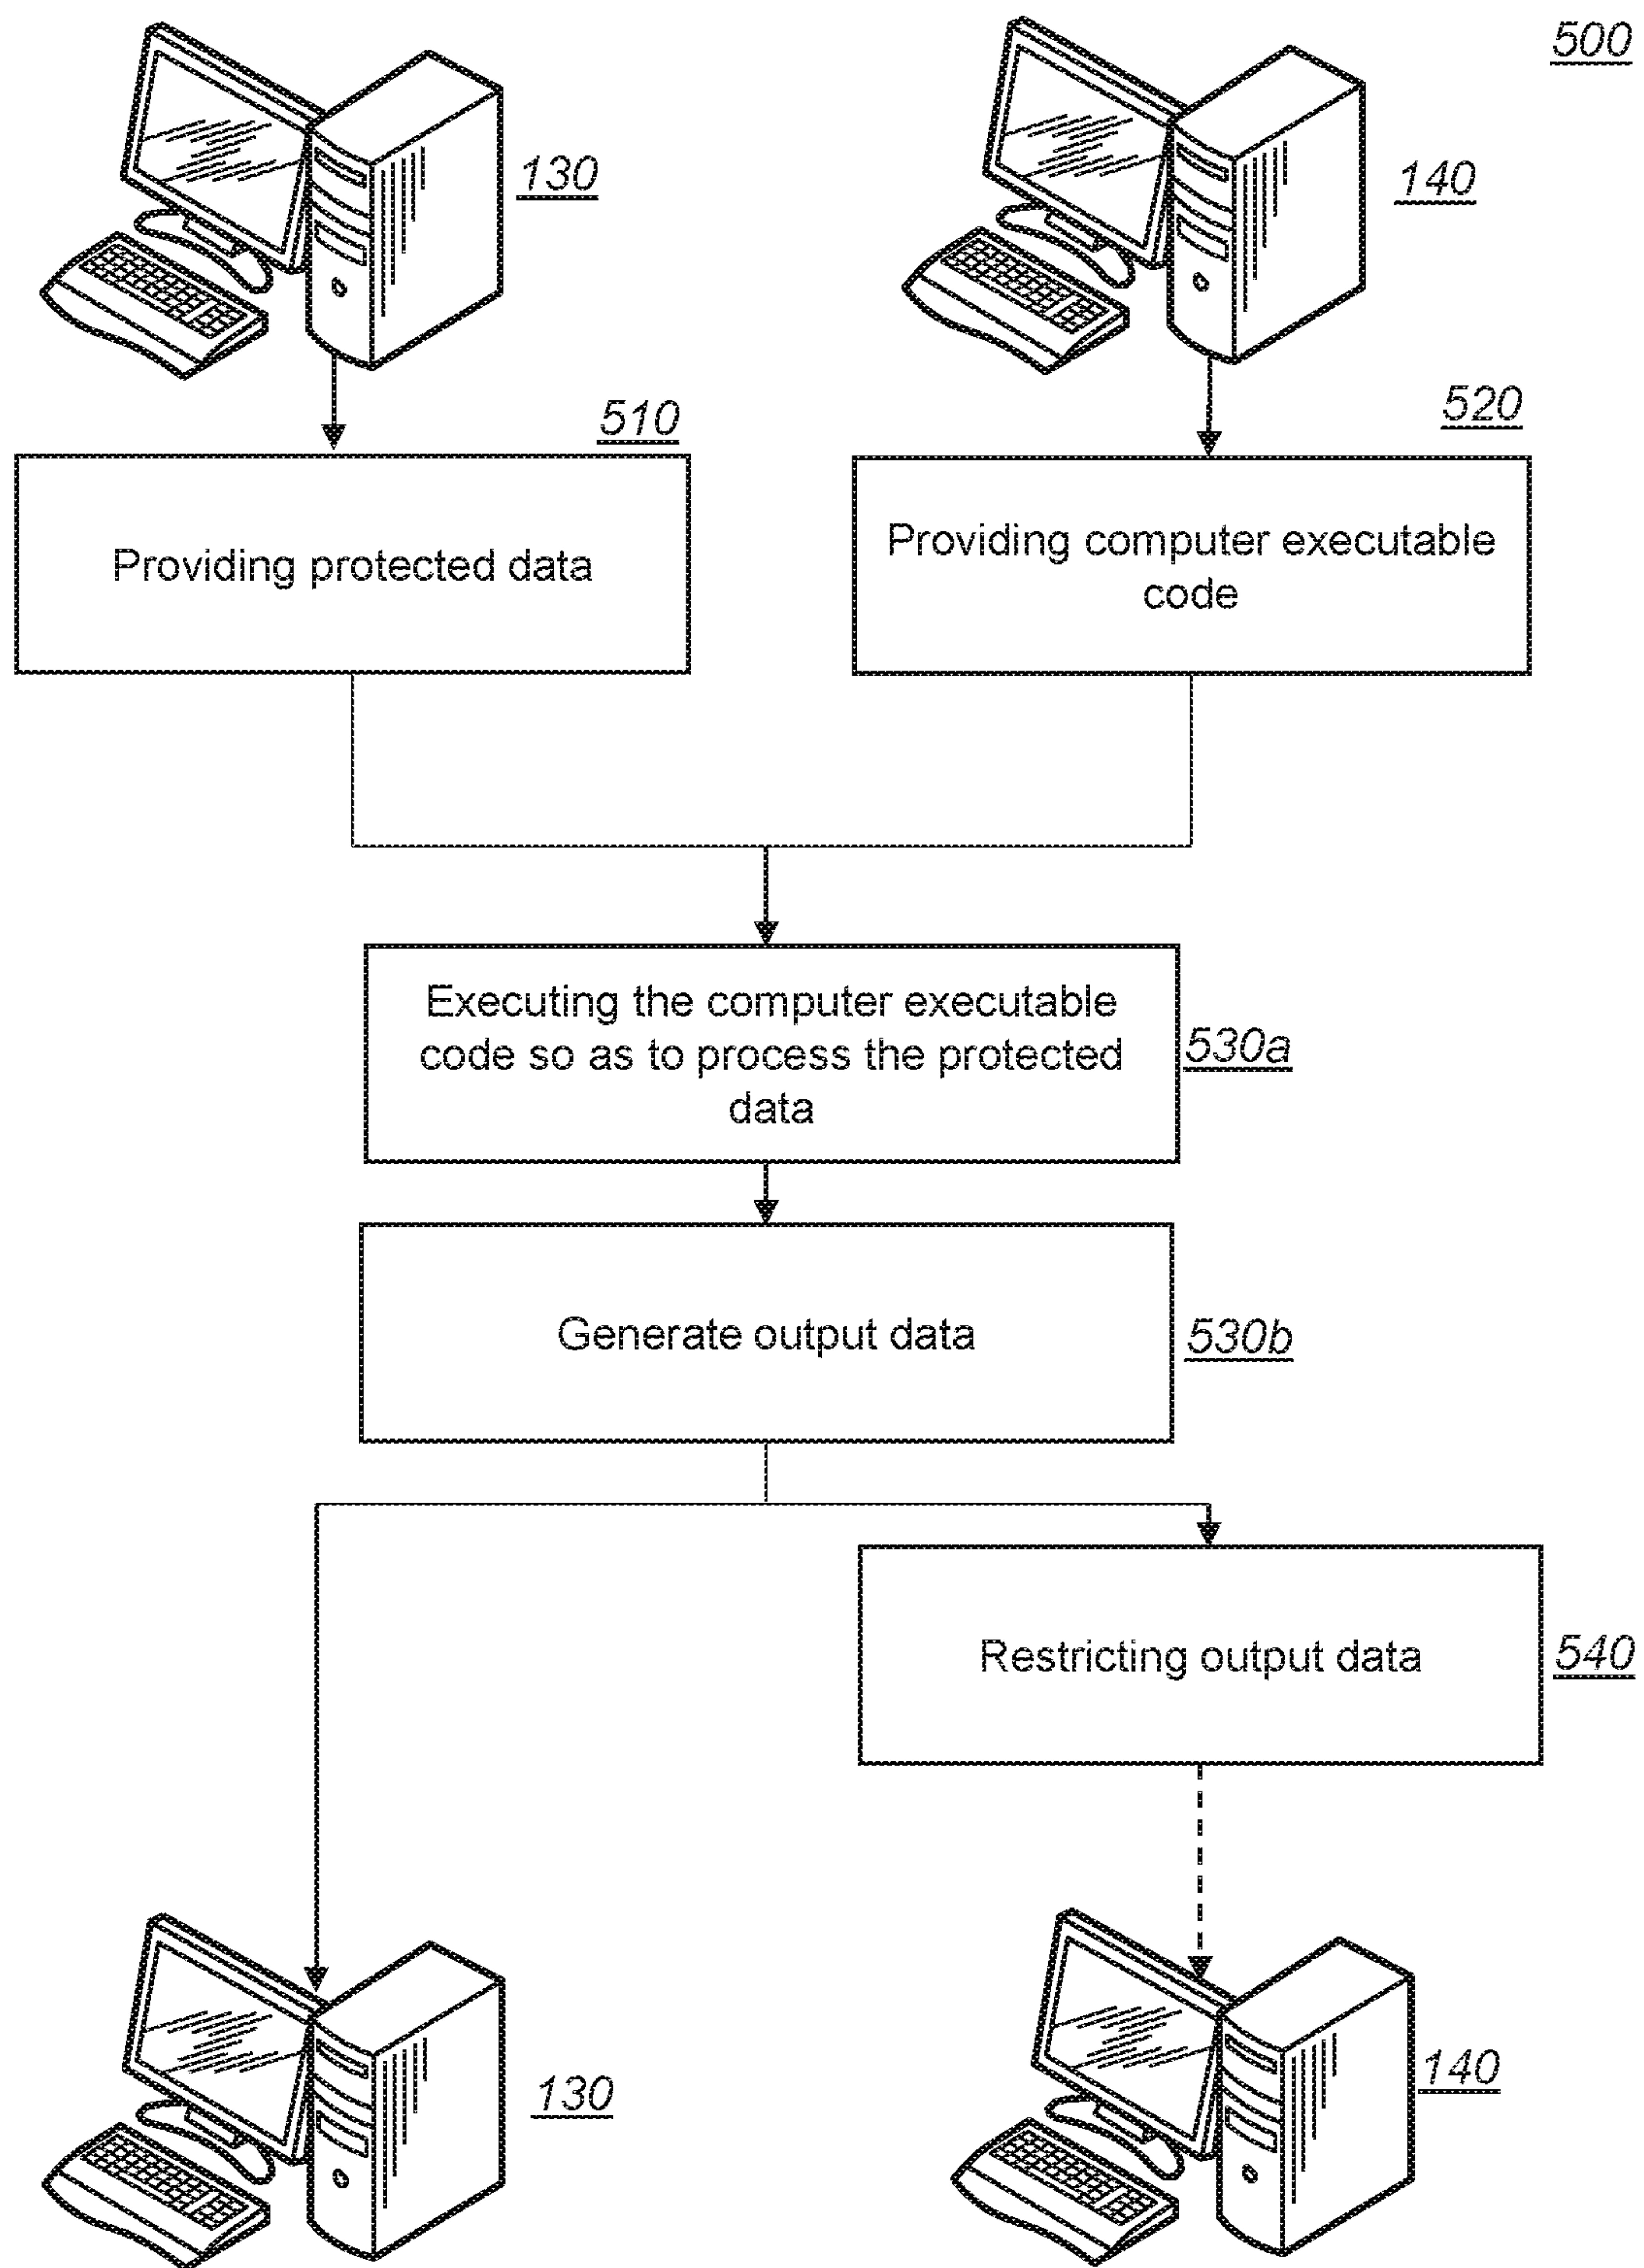 500
130
140
510
520
Providing protected data
Providing computer executable
code
Executing the computer executable
code so as to process the protected
data
530a
Generate output data
530b
Restricting output data
540
130
140